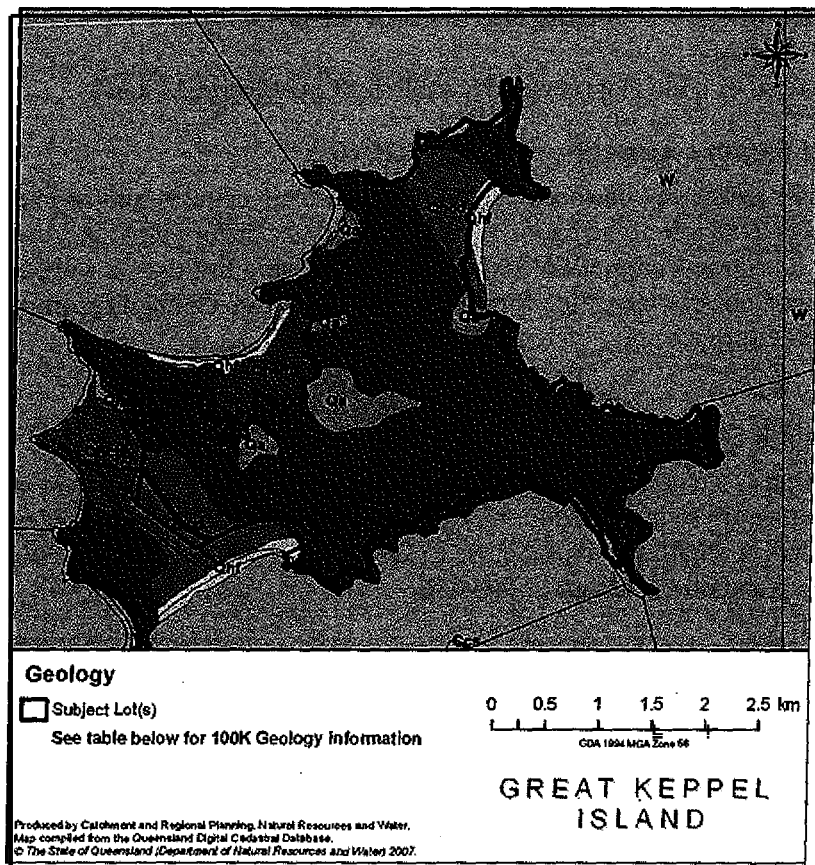 W
W
Geology
Subject Lot(s)
See table below for 100K Geology information
0 0.5 1 1.5 2 2.5 km
GDA 1994 MGA Zone 56
GREAT KEPPEL
ISLAND
Produced by Catchment and Regional Planning, Natural Resources and Water.
Map compiled from the Queensland Digital Cadastral Database.
© The State of Queensland (Department of Natural Resources and Water) 2007.